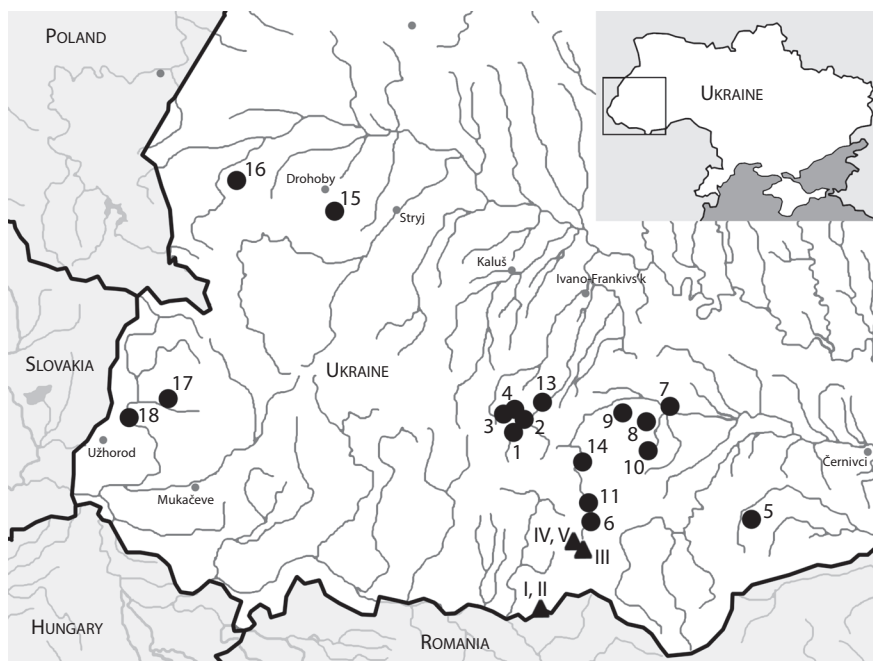 POLAND
UKRAINE
16
Drohoby
15
Stryj
Kaluš
Ivano-Frankivs'k
SLOVAKIA
UKRAINE
17
18
4
13
7
3
2
9
8
1
14
10
Užhorod
Černivci
Mukačeve
11
6
5
IV, V
III
I, II
HUNGARY
ROMANIA